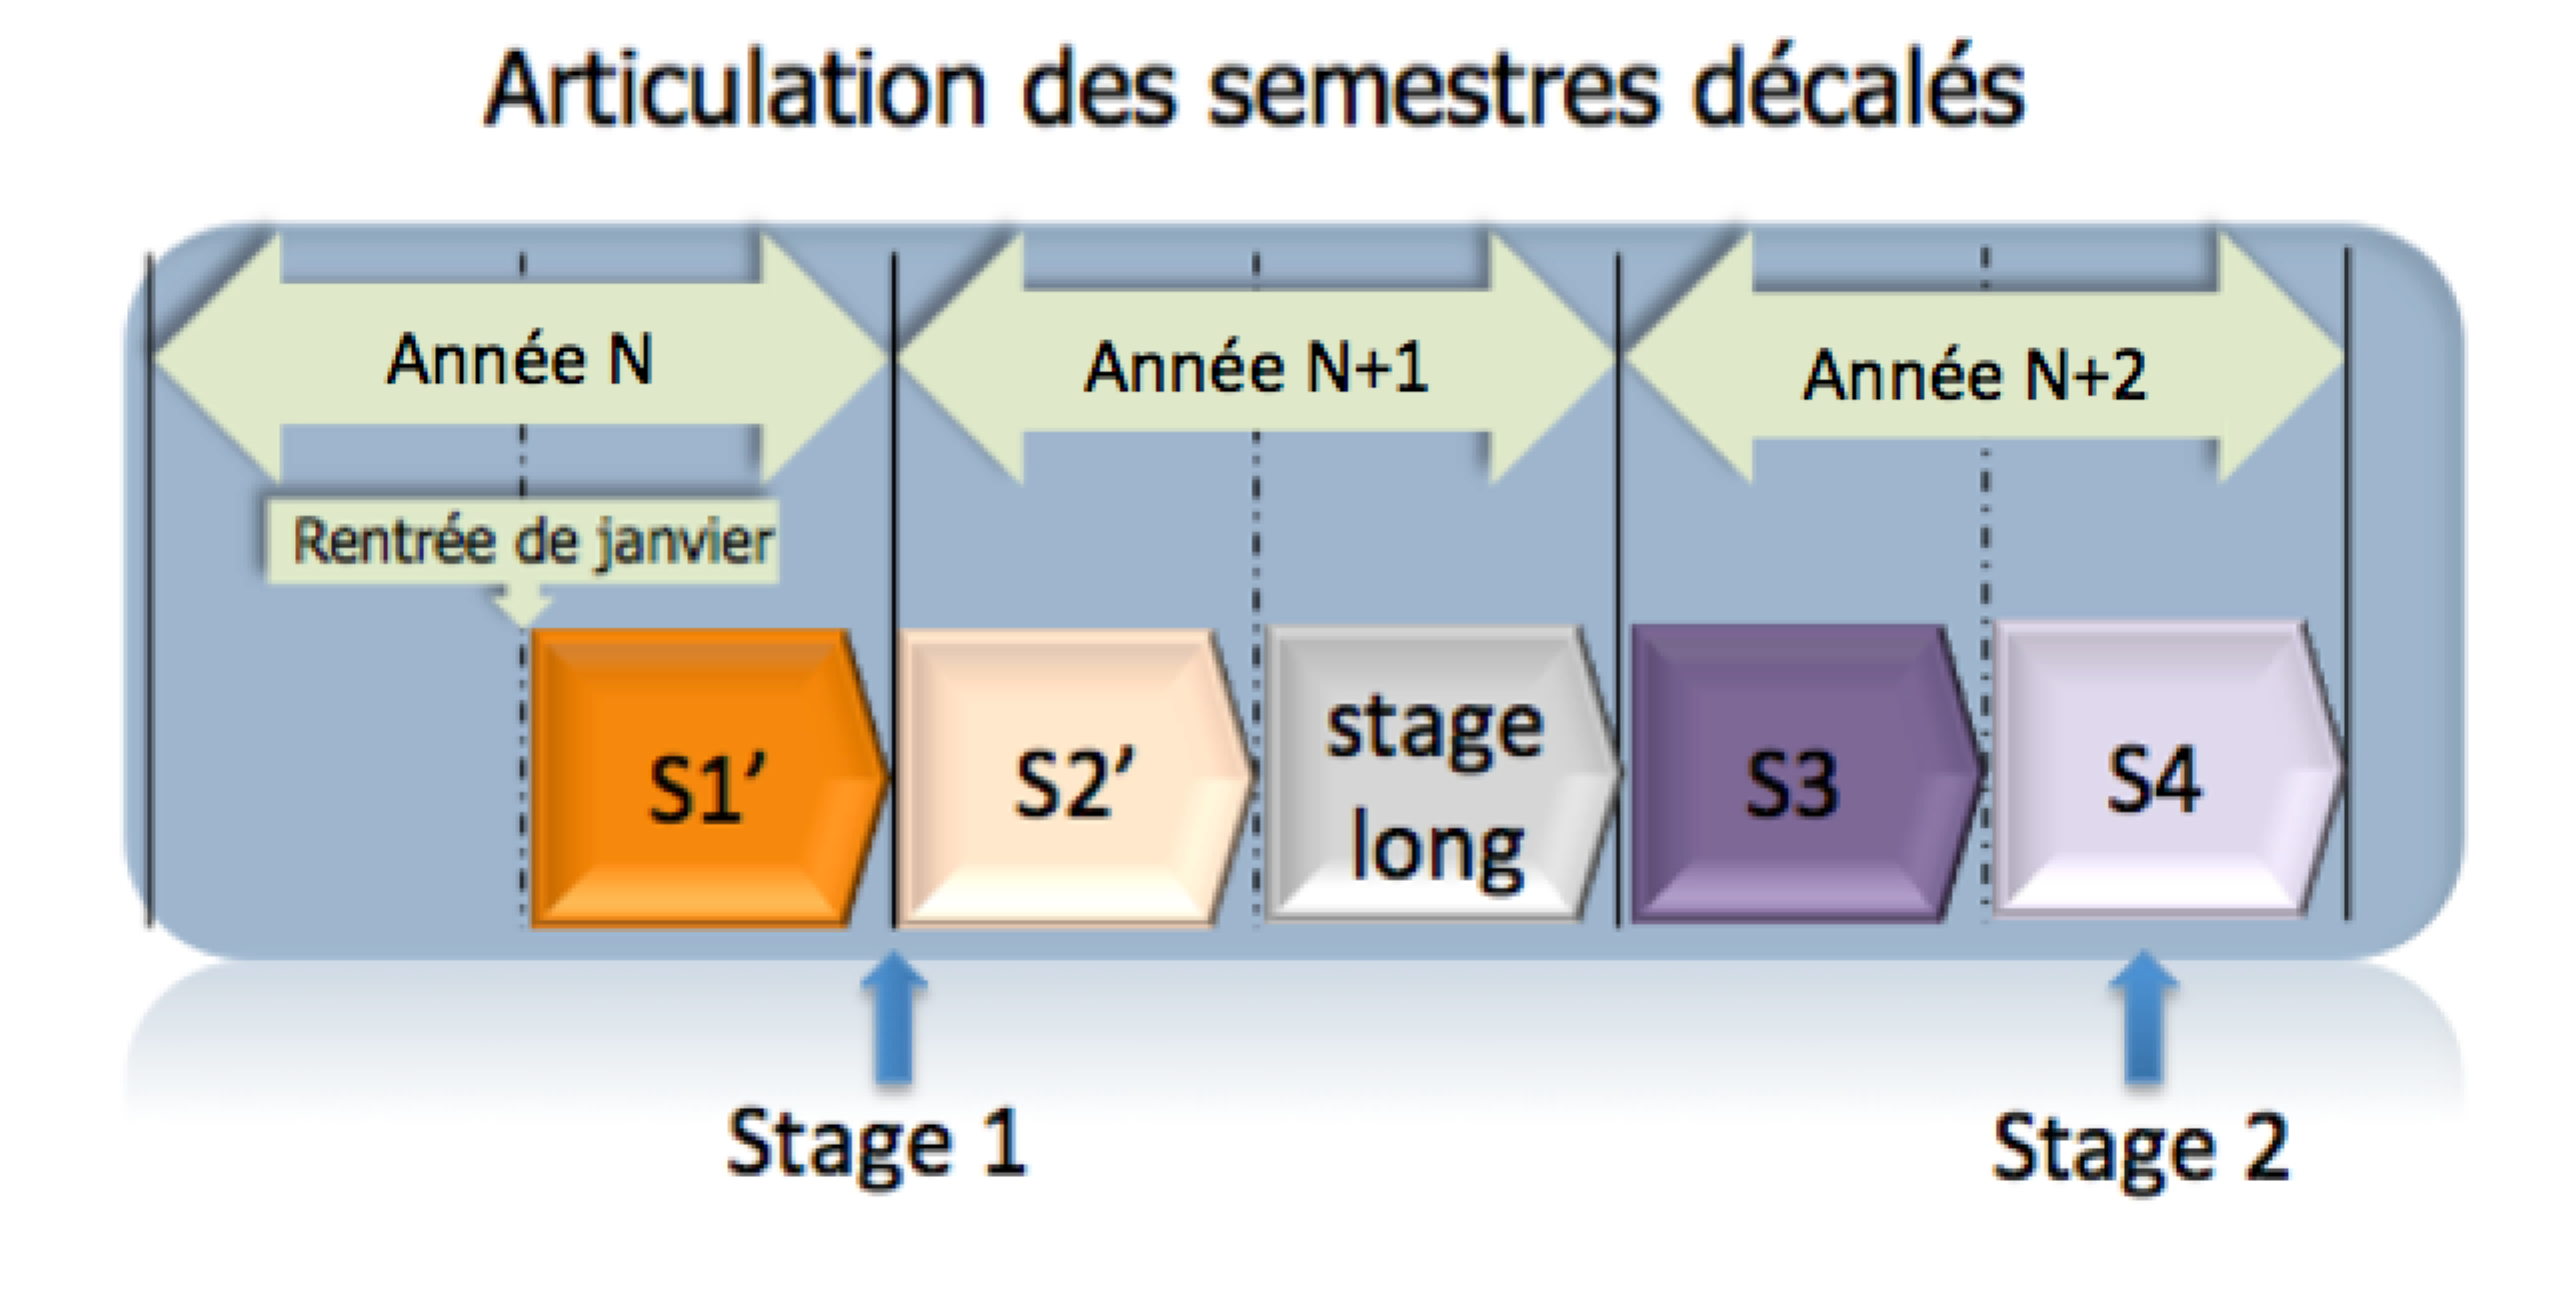 Articulation des semestres décalés
Année N
Année N+1
Année N+2
Rentrée de janvier
S1’
S2’
stage
long
S3
S4
Stage 1
Stage 2